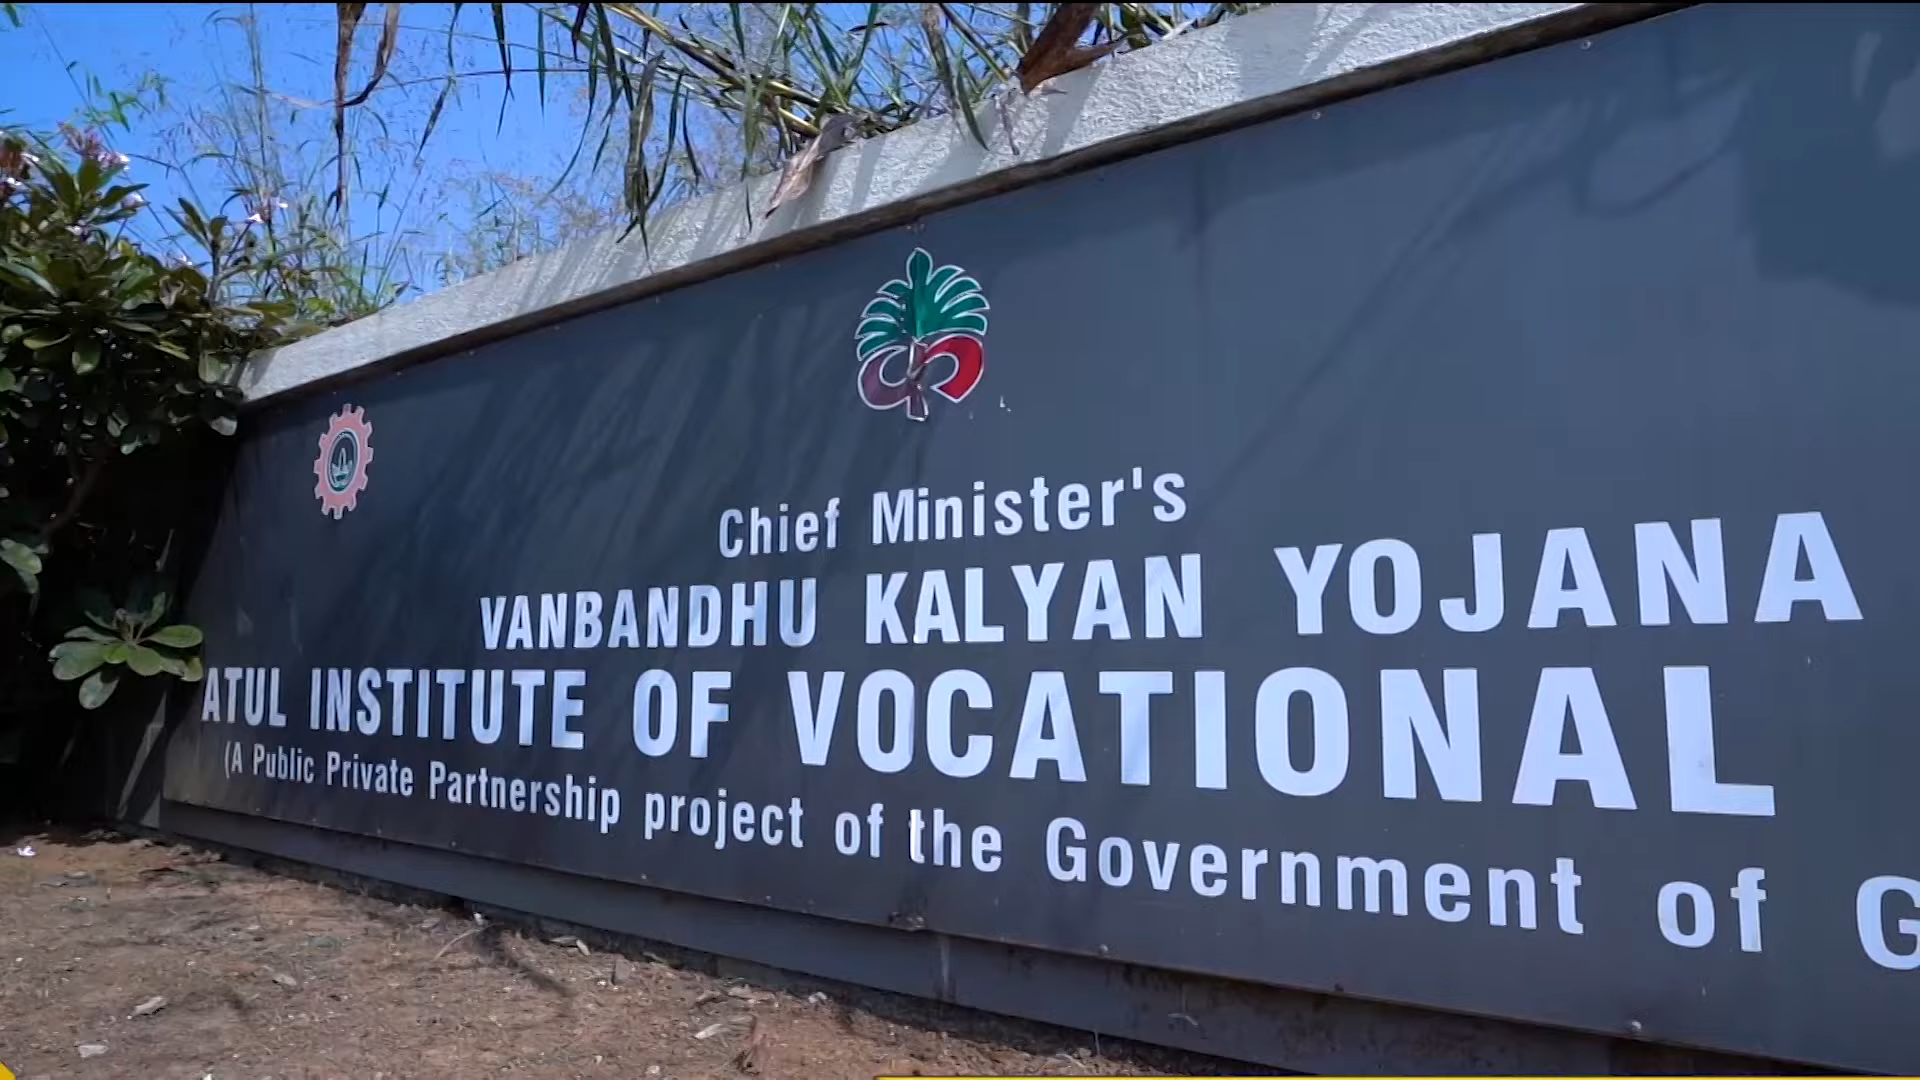 Chief Minister's
VANBANDHU KALYAN YOJANA
ATUL INSTITUTE OF VOCATIONAL
(A Public Private Partnership project of the Government of G